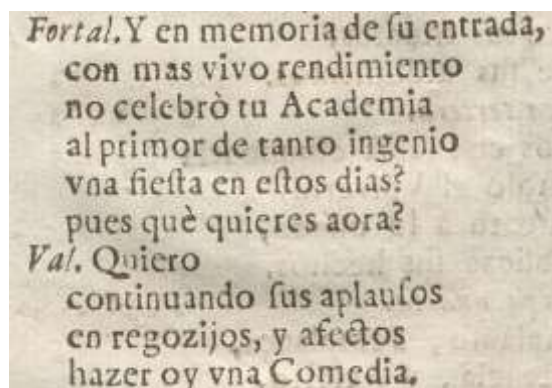 Fortal. Y en memoria de ſu entrada,
con mas vivo rendimiento
no celebrò tu Academia
al primor de tanto ingenio
vna fieſta en eſtos dias?
pues què quieres aora?
Val. Quiero
continuando ſus aplauſos
en regozijos, y afectos
hazer oy vna Comedia.